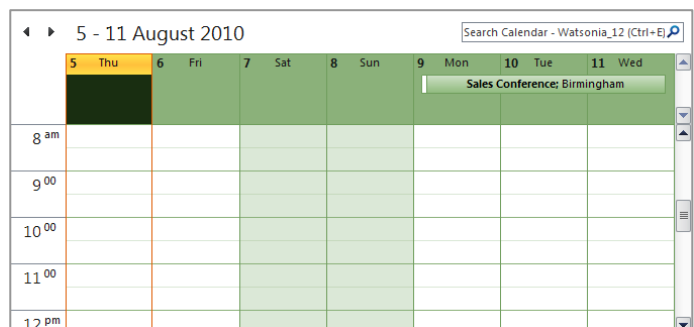 5 - 11 August 2010
Search Calendar - Watsonia_12 (Ctrl+E)
5 Thu 6 Fri 7 Sat 8 Sun 9 Mon 10 Tue 11 Wed
Sales Conference; Birmingham
8 am
9 00
10 00
11 00
12 pm